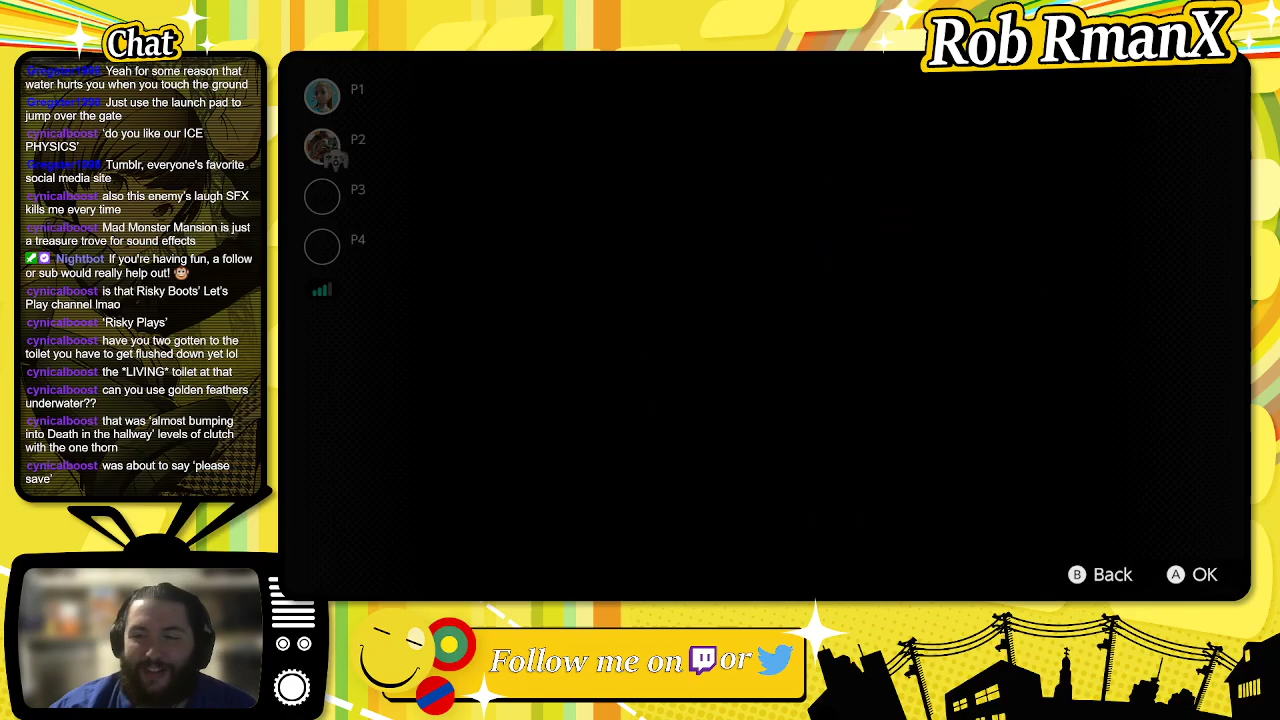 Chat
Rob RmanX
Yeah for some reason that
water hurts you when you touch the ground
Just use the launch pad to
jump over the gate
cynicalboost 'do you like our ICE
PHYSICS'
Tumblr, everyone's favorite
social media site
cynicalboost also this enemy's laugh SFX
kills me every time
cynicalboost Mad Monster Mansion is just
a treasure trove for sound effects
Nightbot If you're having fun, a follow
or sub would really help out!
cynicalboost is that Risky Boots' Let's
Play channel lmao
cynicalboost 'Risky Plays'
cynicalboost have you two gotten to the
toilet you have to get flushed down yet lol
cynicalboost the *LIVING* toilet at that
cynicalboost can you use golden feathers
underwater??
cynicalboost that was 'almost bumping
into Death in the hallway' levels of clutch
with the one thorn
cynicalboost was about to say 'please
save'
P1
P2
P3
P4
B Back A OK
Follow me on or